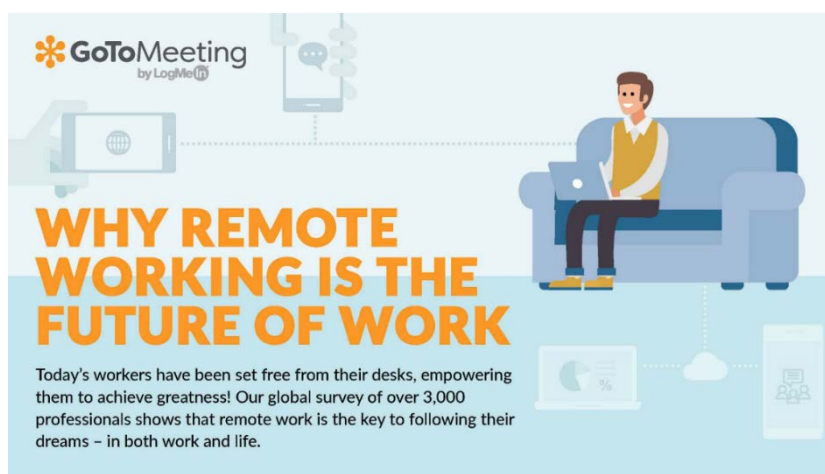 GoToMeeting
by LogMeIn
WHY REMOTE
WORKING IS THE
FUTURE OF WORK
Today's workers have been set free from their desks, empowering
them to achieve greatness! Our global survey of over 3,000
professionals shows that remote work is the key to following their
dreams – in both work and life.
%